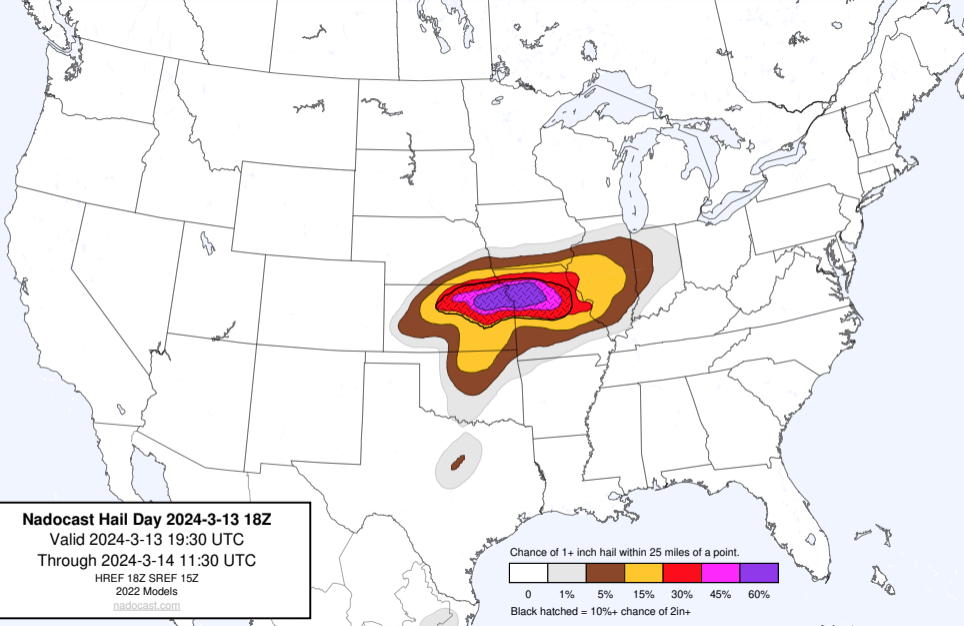 Nadocast Hail Day 2024-3-13 18Z
Valid 2024-3-13 19:30 UTC
Through 2024-3-14 11:30 UTC
HREF 18Z SREF 15Z
2022 Models
nadocast.com
Chance of 1+ inch hail within 25 miles of a point.
0 1% 5% 15% 30% 45% 60%
Black hatched = 10%+ chance of 2in+